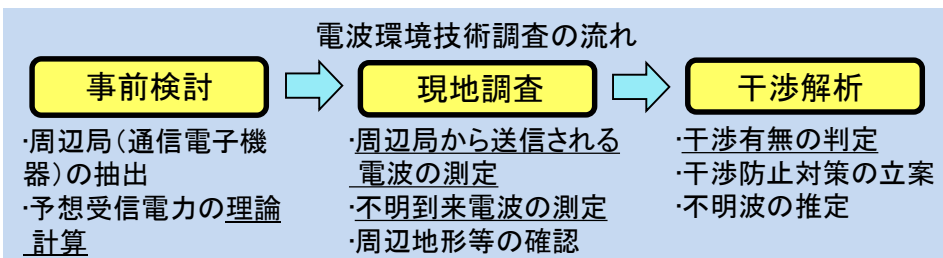 電波環境技術調査の流れ
事前検討
現地調査
干渉解析
・周辺局(通信電子機
器)の抽出
・予想受信電力の理論
計算
・周辺局から送信される
電波の測定
・不明到来電波の測定
・周辺地形等の確認
・干渉有無の判定
・干渉防止対策の立案
・不明波の推定